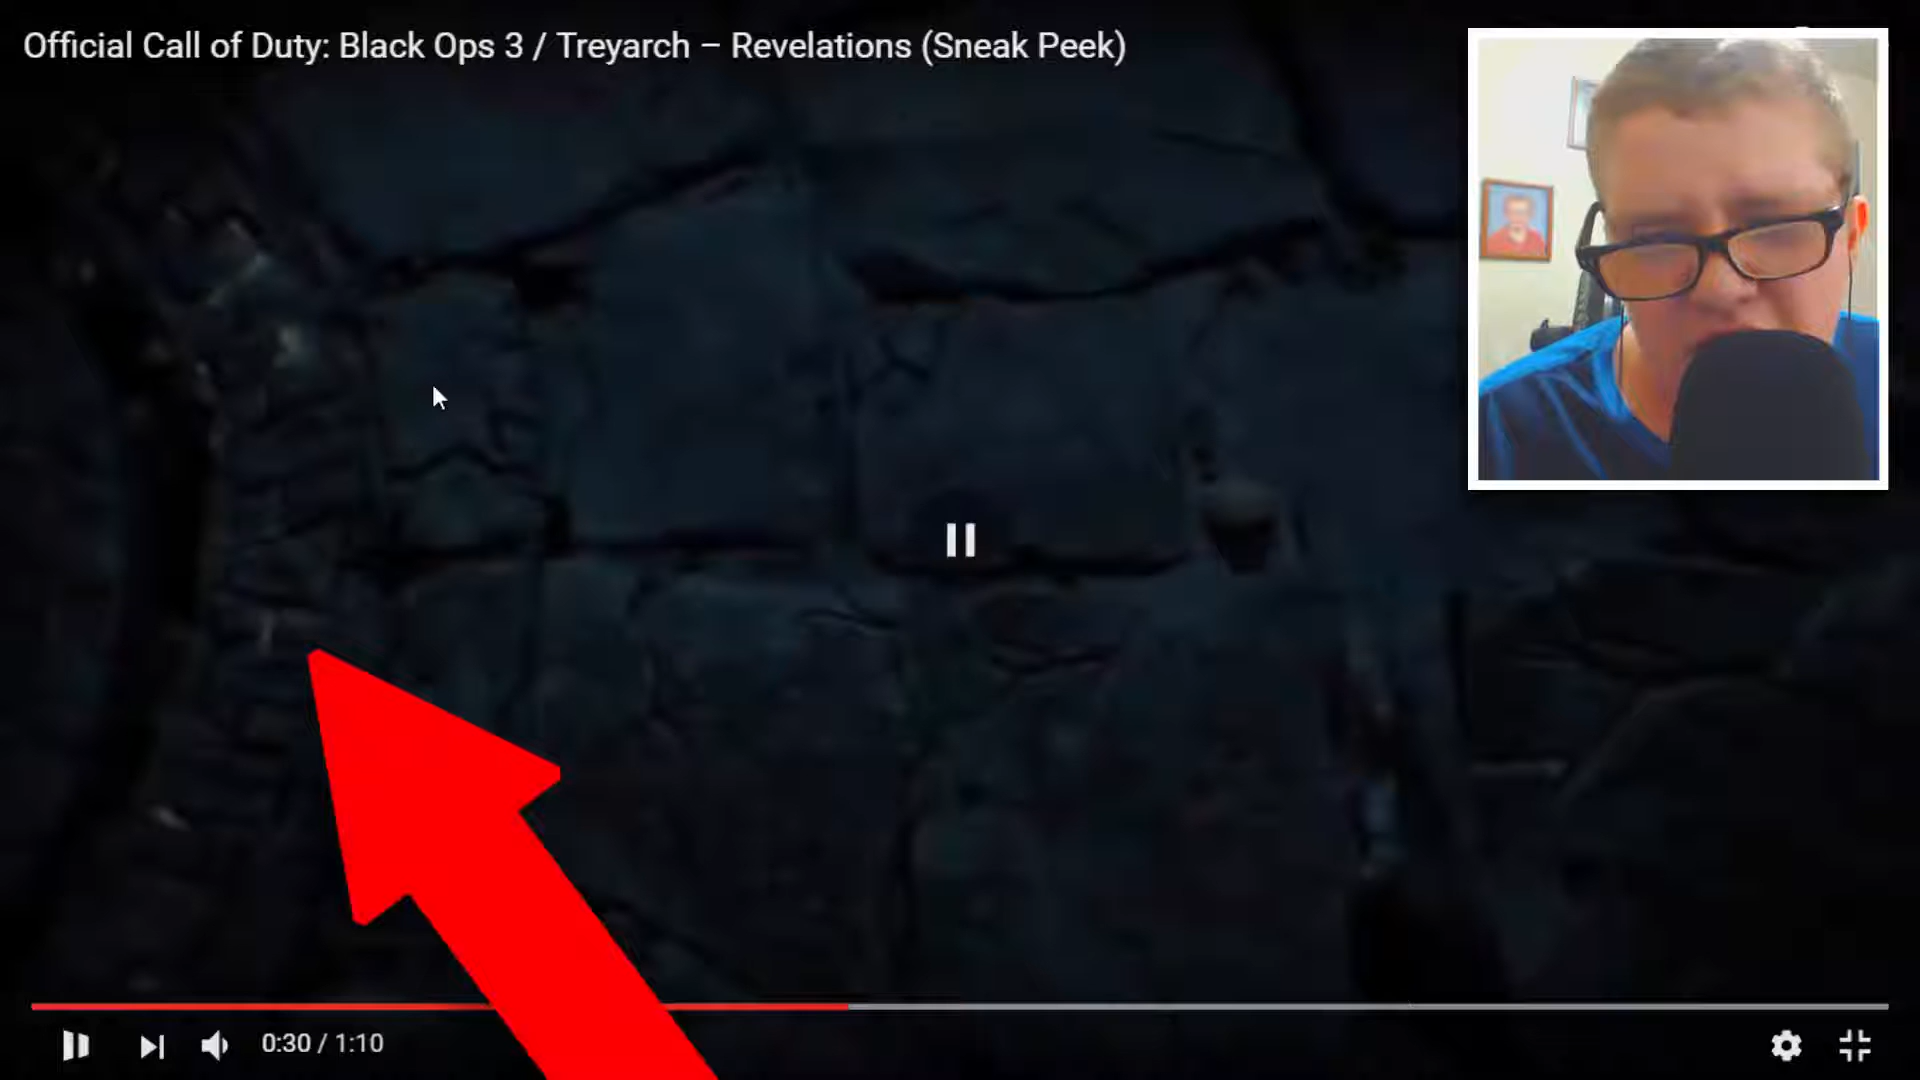 Official Call of Duty: Black Ops 3 / Treyarch – Revelations (Sneak Peek)
0:30 / 1:10